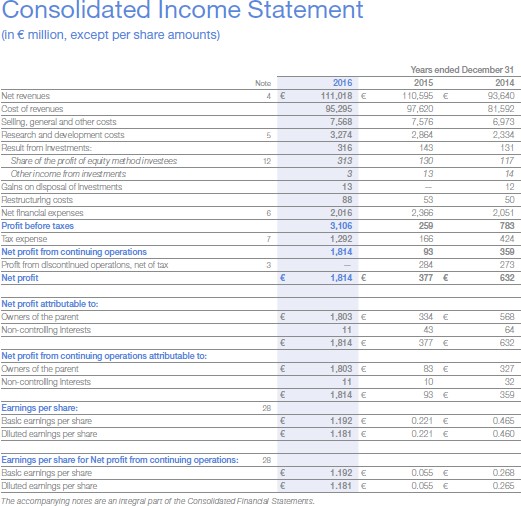 Consolidated Income Statement
(in € million, except per share amounts)
Years ended December 31
Note 2016 2015 2014
Net revenues 4 € 111,018 € 110,595 € 93,640
Cost of revenues 95,295 97,620 81,592
Selling, general and other costs 7,568 7,576 6,973
Research and development costs 5 3,274 2,864 2,334
Result from investments: 316 143 131
Share of the profit of equity method investees 12 313 130 117
Other income from investments 3 13 14
Gains on disposal of investments 13 — 12
Restructuring costs 88 53 50
Net financial expenses 6 2,016 2,366 2,051
Profit before taxes 3,106 259 783
Tax expense 7 1,292 166 424
Net profit from continuing operations 1,814 93 359
Profit from discontinued operations, net of tax 3 — 284 273
Net profit € 1,814 € 377 € 632
Net profit attributable to:
Owners of the parent € 1,803 € 334 € 568
Non-controlling interests 11 43 64
€ 1,814 € 377 € 632
Net profit from continuing operations attributable to:
Owners of the parent € 1,803 € 83 € 327
Non-controlling interests 11 10 32
€ 1,814 € 93 € 359
Earnings per share: 28
Basic earnings per share € 1.192 € 0.221 € 0.465
Diluted earnings per share € 1.181 € 0.221 € 0.460
Earnings per share for Net profit from continuing operations: 28
Basic earnings per share € 1.192 € 0.055 € 0.268
Diluted earnings per share € 1.181 € 0.055 € 0.265
The accompanying notes are an integral part of the Consolidated Financial Statements.